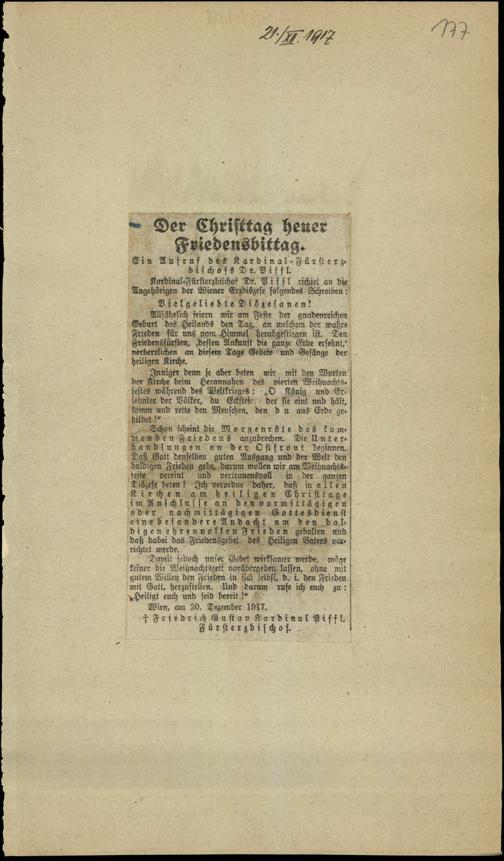 21./XII. 1917
177
Der Christtag heuer
Friedensbittag.
Ein Aufruf des Kardinal-Fürsterz-
bischofs Dr. Piffl.
Kardinal-Fürsterzbischof Dr. Piffl richtet an die
Angehörigen der Wiener Erzdiözese folgendes Schreiben:
Vielgeliebte Diözesanen!
Alljährlich feiern wir am Feste der gnadenreichen
Geburt des Heilands den Tag, an welchem der wahre
Frieden für uns vom Himmel herabgestiegen ist. Den
Friedensfürsten, „dessen Ankunft die ganze Erde ersehnt,“
verherrlichen an diesem Tage Gebete und Gesänge der
heiligen Kirche.
Inniger denn je aber beten wir mit den Worten
der Kirche beim Herannahen des vierten Weihnachts-
festes während des Weltkrieges: „O König und Er-
sehnter der Völker, du Eckstein, der sie eint und hält,
komm und rette den Menschen, den du aus Erde ge-
bildet!“
Schon scheint die Morgenröte des kom-
menden Friedens anzubrechen. Die Unter-
handlungen an der Ostfront beginnen.
Daß Gott denselben guten Ausgang und der Welt den
baldigen Frieden gebe, darum wollen wir am Weihnachts-
feste vereint und vertrauensvoll in der ganzen
Diözese beten! Ich verordne daher, daß in allen
Kirchen am heiligen Christtage
im Anschlusse an den vormittägigen
oder nachmittägigen Gottesdienst
eine besondere Andacht um den bal-
digen ehrenvollen Frieden gehalten und
daß dabei das Friedensgebet des Heiligen Vaters ver-
richtet werde.
Damit jedoch unser Gebet wirksamer werde, möge
keiner die Weihnachtszeit vorübergehen lassen, ohne mit
gutem Willen den Frieden in sich selbst, d. i. den Frieden
mit Gott, herzustellen. Und darum rufe ich euch zu:
„Heiligt euch und seid bereit!“
Wien, am 20. Dezember 1917.
† Friedrich Gustav Kardinal Piffl
Fürsterzbischof.